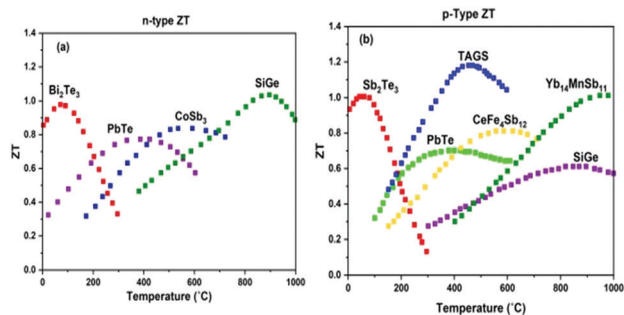 n-type ZT
(a)
1.4
1.2
1.0
0.8
0.6
0.4
0.2
0.0
ZT
Bi2Te3
PbTe
CoSb3
SiGe
0
200
400
600
800
1000
Temperature (˚C)
p-Type ZT
(b)
1.4
1.2
1.0
0.8
0.6
0.4
0.2
0.0
ZT
TAGS
Sb2Te3
Yb14MnSb11
CeFe4Sb12
PbTe
SiGe
0
200
400
600
800
1000
Temperature (˚C)